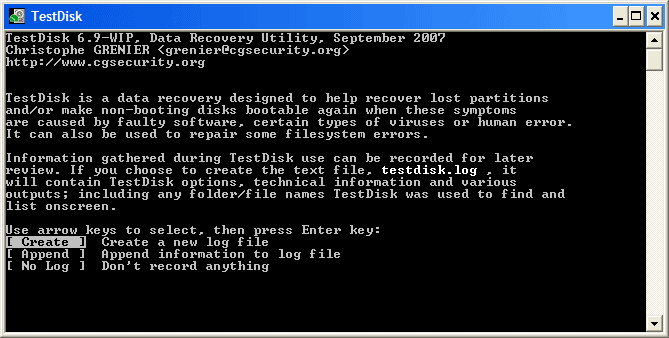 TestDisk
TestDisk 6.9-WIP, Data Recovery Utility, September 2007
Christophe GRENIER <grenier@cgsecurity.org>
http://www.cgsecurity.org
TestDisk is a data recovery designed to help recover lost partitions
and/or make non-booting disks bootable again when these symptoms
are caused by faulty software, certain types of viruses or human error.
It can also be used to repair some filesystem errors.
Information gathered during TestDisk use can be recorded for later
review. If you choose to create the text file, testdisk.log , it
will contain TestDisk options, technical information and various
outputs; including any folder/file names TestDisk was used to find and
list onscreen.
Use arrow keys to select, then press Enter key:
[ Create ] Create a new log file
[ Append ] Append information to log file
[ No Log ] Don't record anything